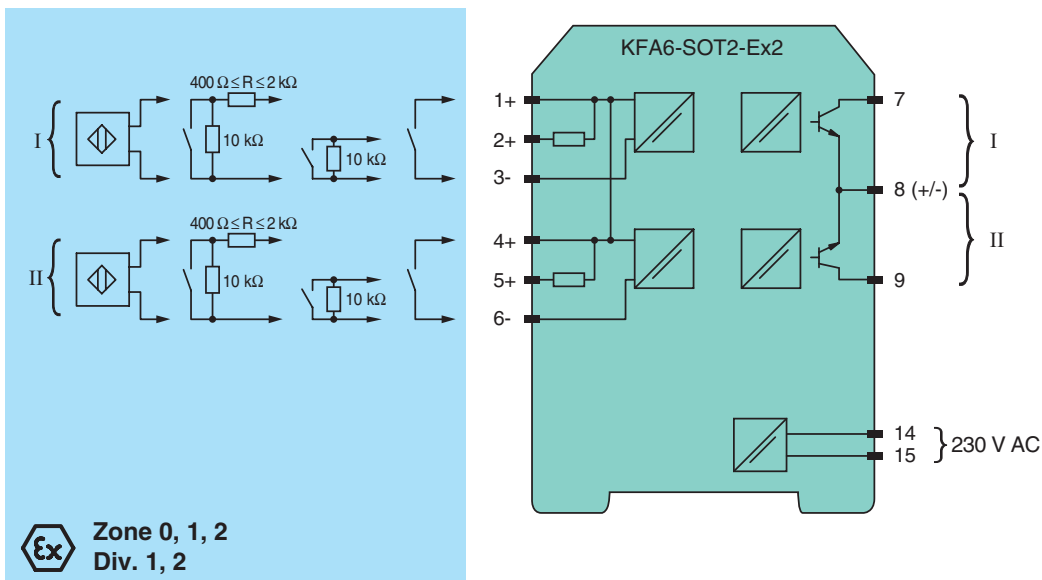 KFA6-SOT2-Ex2
400 Ω ≤ R ≤ 2 kΩ
I
10 kΩ
10 kΩ
400 Ω ≤ R ≤ 2 kΩ
II
10 kΩ
10 kΩ
1+
2+
3-
4+
5+
6-
7
I
8 (+/-)
II
9
14
15
230 V AC
Ex
Zone 0, 1, 2
Div. 1, 2